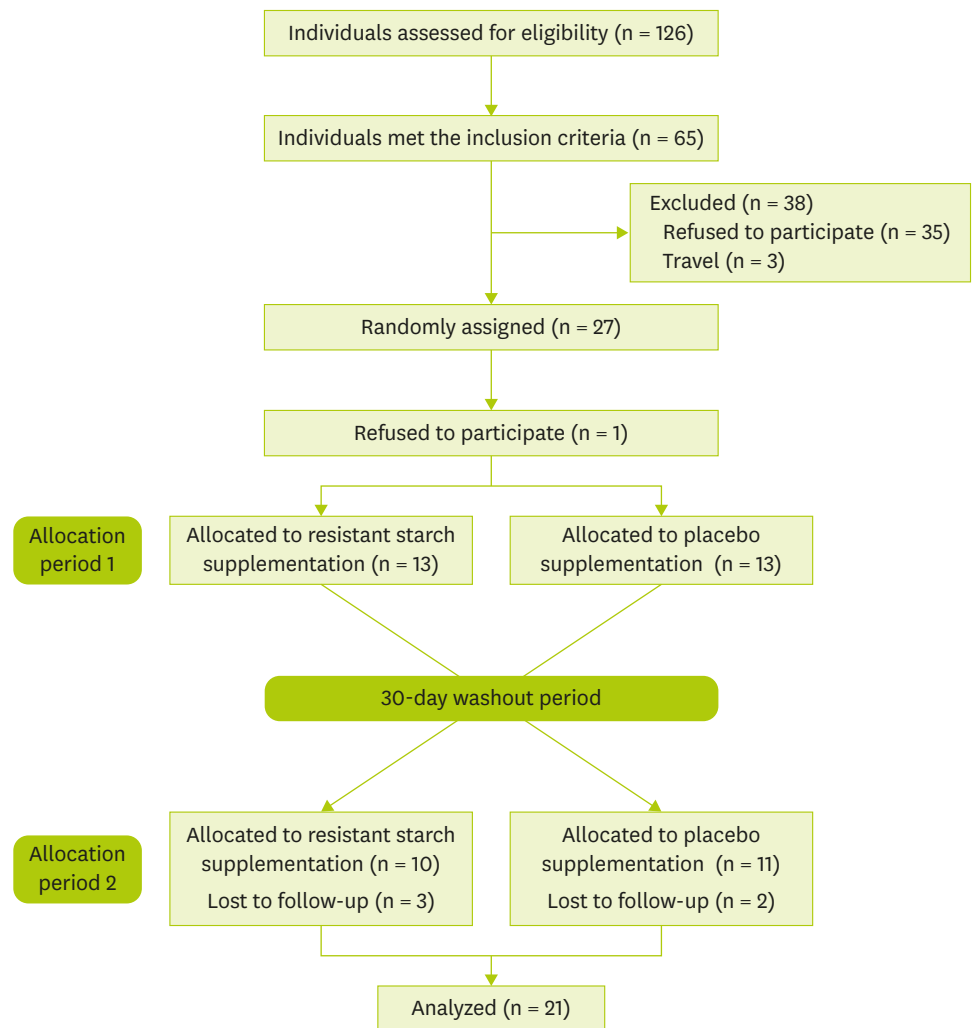 Individuals assessed for eligibility (n = 126)
Individuals met the inclusion criteria (n = 65)
Excluded (n = 38)
Refused to participate (n = 35)
Travel (n = 3)
Randomly assigned (n = 27)
Refused to participate (n = 1)
Allocation
period 1
Allocated to resistant starch
supplementation (n = 13)
Allocated to placebo
supplementation (n = 13)
30-day washout period
Allocation
period 2
Allocated to resistant starch
supplementation (n = 10)
Lost to follow-up (n = 3)
Allocated to placebo
supplementation (n = 11)
Lost to follow-up (n = 2)
Analyzed (n = 21)